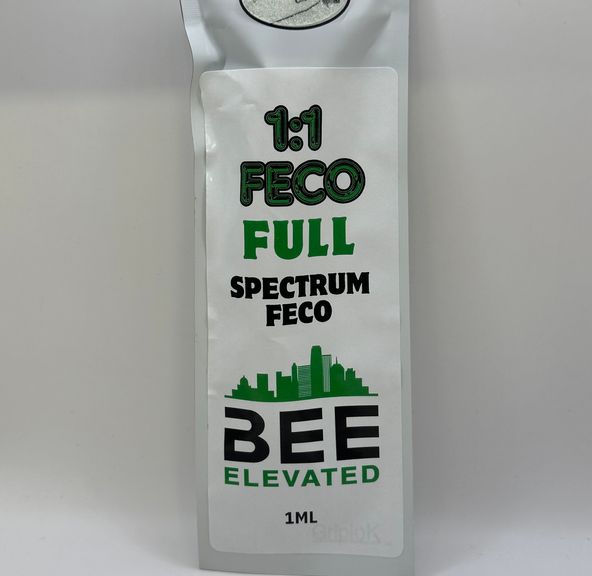 1:1
FECO
FULL
SPECTRUM
FECO
BEE
ELEVATED
1ML